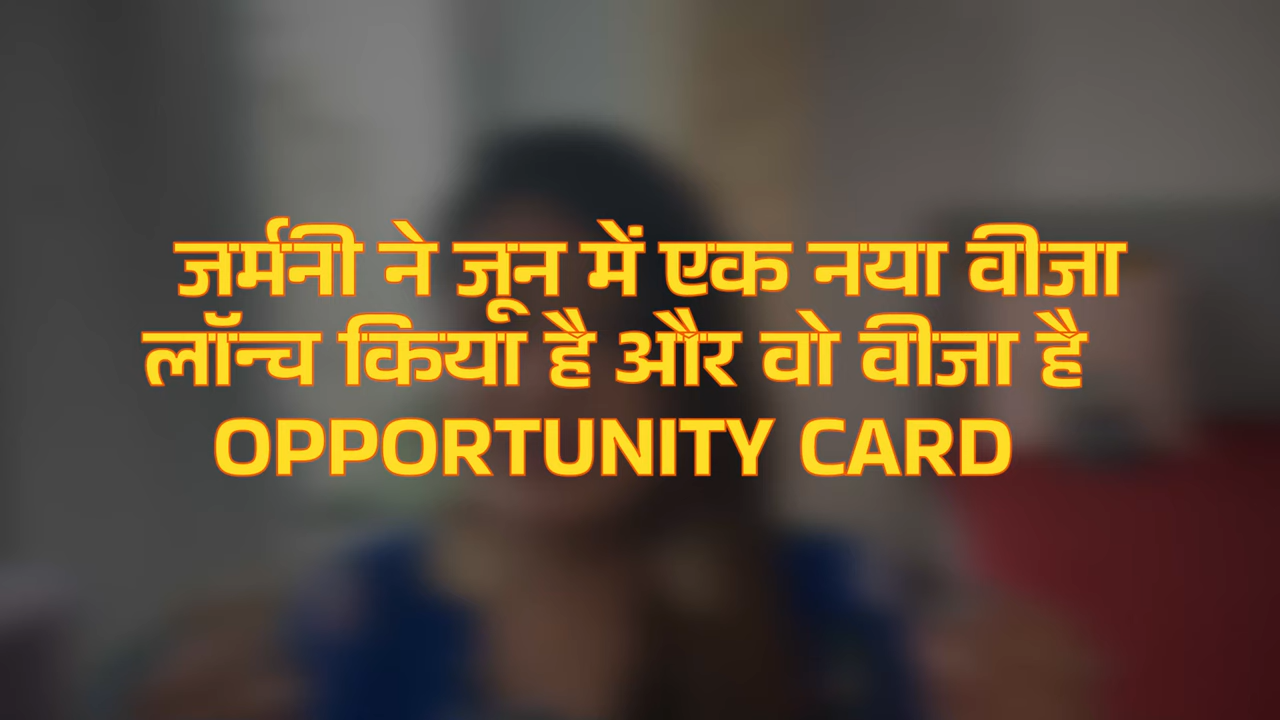 जर्मनी ने जून में एक नया वीजा
लॉन्च किया है और वो वीजा है
OPPORTUNITY CARD